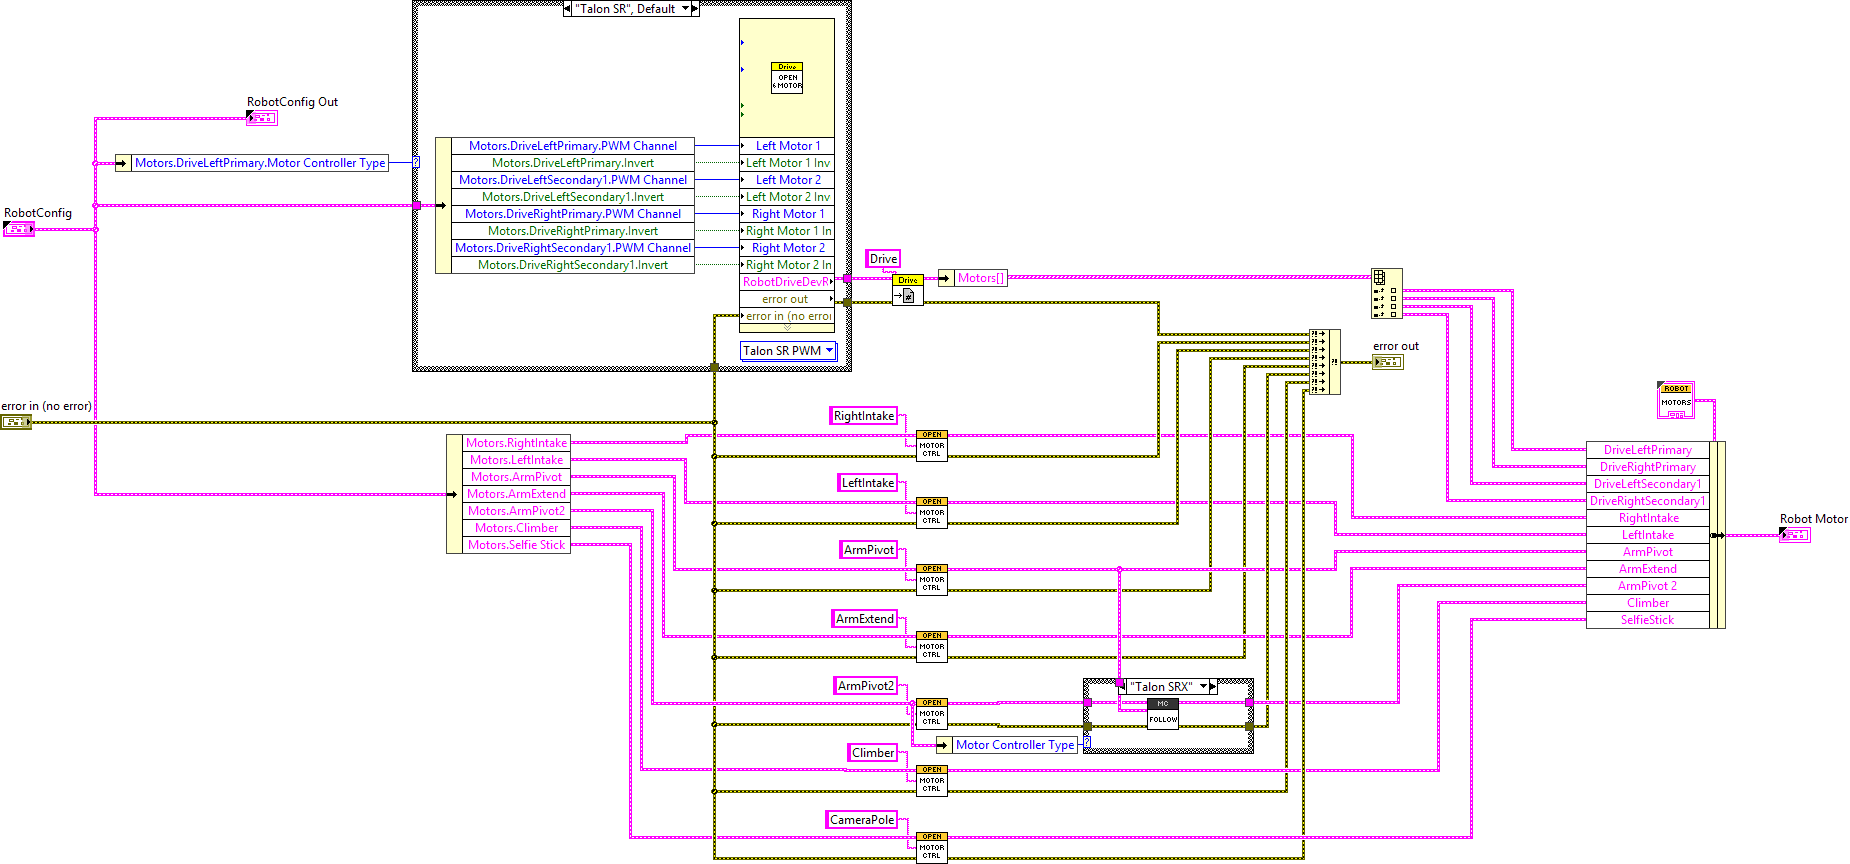 "Talon SR", Default
Drive
OPEN
6 MOTOR
RobotConfig Out
Motors.DriveLeftPrimary.Motor Controller Type
?
RobotConfig
Motors.DriveLeftPrimary.PWM Channel
Motors.DriveLeftPrimary.Invert
Motors.DriveLeftSecondary1.PWM Channel
Motors.DriveLeftSecondary1.Invert
Motors.DriveRightPrimary.PWM Channel
Motors.DriveRightPrimary.Invert
Motors.DriveRightSecondary1.PWM Channel
Motors.DriveRightSecondary1.Invert
Left Motor 1
Left Motor 1 Inv
Left Motor 2
Left Motor 2 Inv
Right Motor 1
Right Motor 1 In
Right Motor 2
Right Motor 2 In
RobotDriveDevR
error out
error in (no error
Talon SR PWM
Drive
Drive
#
Motors[]
error out
?!
ROBOT
MOTORS
error in (no error)
Motors.RightIntake
Motors.LeftIntake
Motors.ArmPivot
Motors.ArmExtend
Motors.ArmPivot2
Motors.Climber
Motors.Selfie Stick
RightIntake
OPEN
MOTOR
CTRL
LeftIntake
OPEN
MOTOR
CTRL
ArmPivot
OPEN
MOTOR
CTRL
ArmExtend
OPEN
MOTOR
CTRL
ArmPivot2
OPEN
MOTOR
CTRL
"Talon SRX"
MC
FOLLOW
Motor Controller Type
?
Climber
OPEN
MOTOR
CTRL
CameraPole
OPEN
MOTOR
CTRL
DriveLeftPrimary
DriveRightPrimary
DriveLeftSecondary1
DriveRightSecondary1
RightIntake
LeftIntake
ArmPivot
ArmExtend
ArmPivot 2
Climber
SelfieStick
Robot Motor